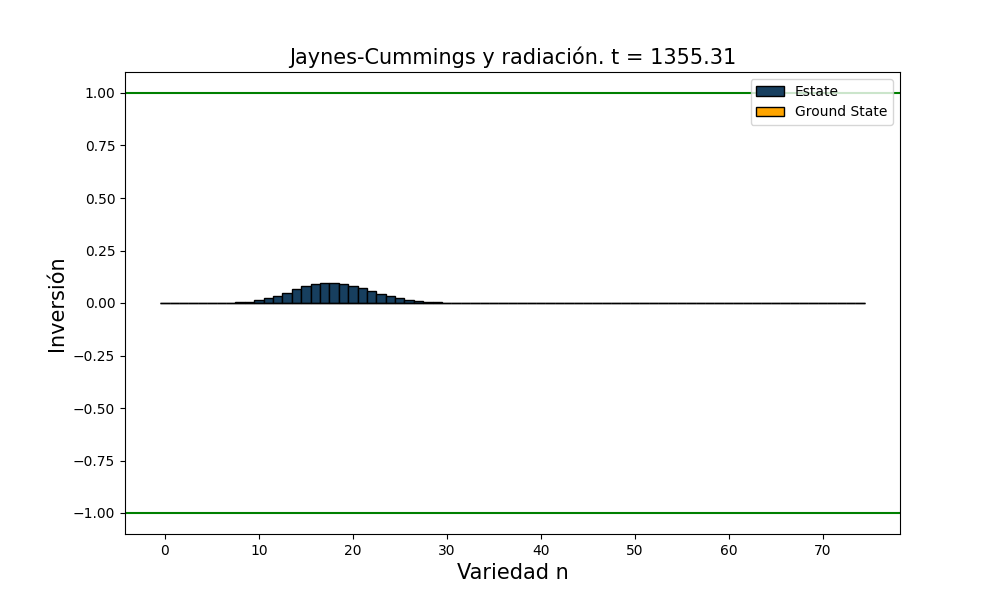 Jaynes-Cummings y radiación. t = 1355.31
Estate
Ground State
Inversión
1.00
0.75
0.50
0.25
0.00
−0.25
−0.50
−0.75
−1.00
0 10 20 30 40 50 60 70
Variedad n